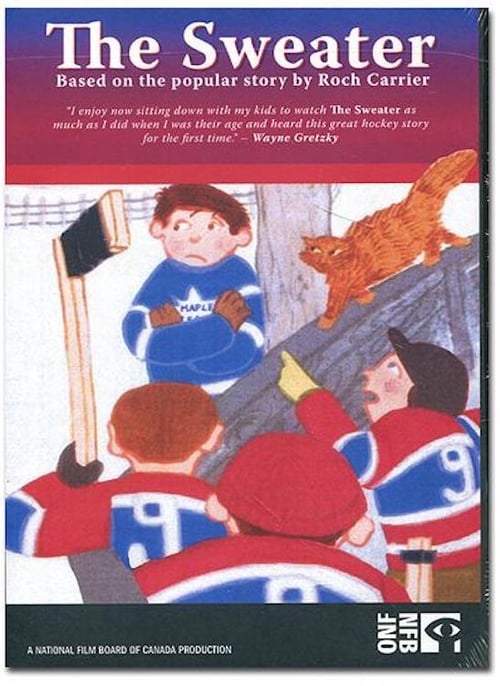 The Sweater
Based on the popular story by Roch Carrier
"I enjoy now sitting down with my kids to watch The Sweater as
much as I did when I was their age and heard this great hockey story
for the first time." – Wayne Gretzky
MAPLE
9
9
A NATIONAL FILM BOARD OF CANADA PRODUCTION
NFB
ONF